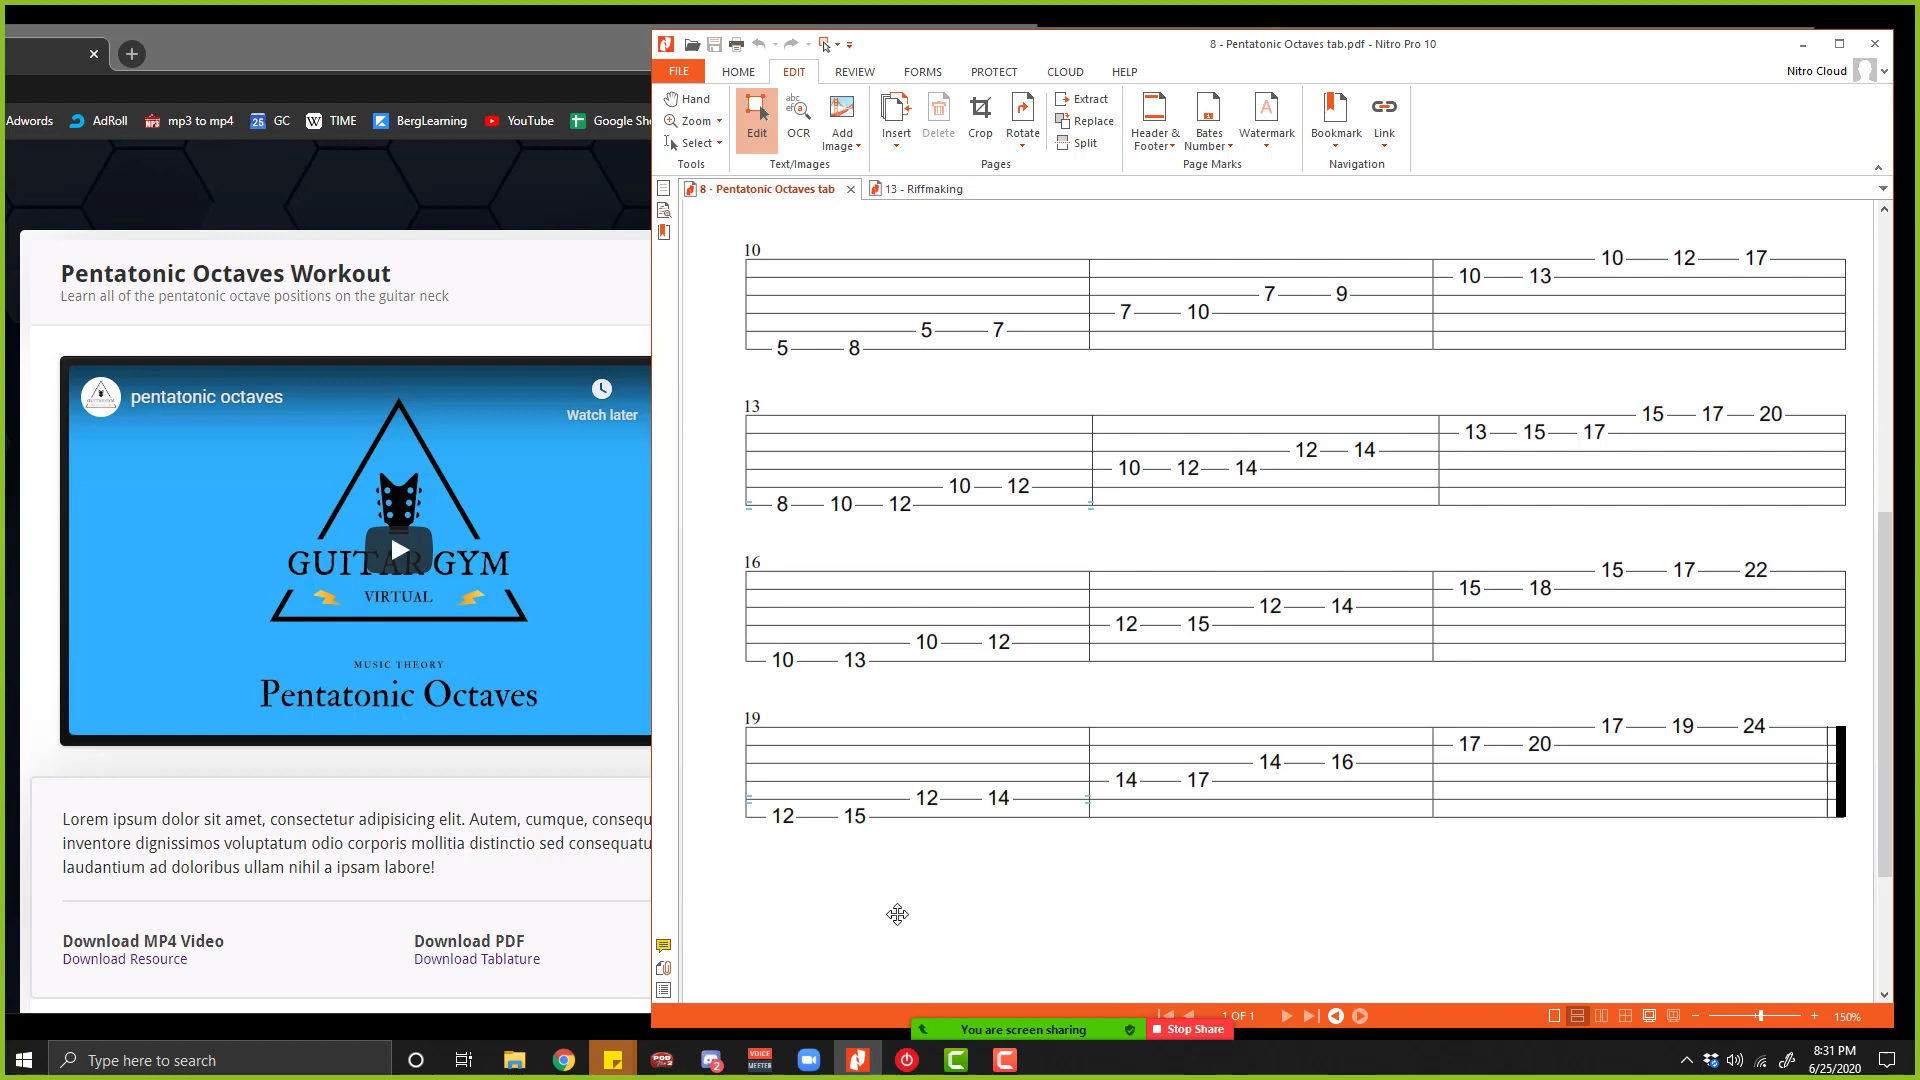 8 - Pentatonic Octaves tab.pdf - Nitro Pro 10
FILE HOME EDIT REVIEW FORMS PROTECT CLOUD HELP
Nitro Cloud
Hand
Zoom
Select
Tools
Edit
OCR
Add Image
Text/Images
Insert
Delete
Crop
Rotate
Extract
Replace
Split
Pages
Header & Footer
Bates Number
Watermark
Page Marks
Bookmark
Link
Navigation
8 - Pentatonic Octaves tab
13 - Riffmaking
Adwords AdRoll mp3 to mp4 GC TIME BergLearning YouTube Google She
Pentatonic Octaves Workout
Learn all of the pentatonic octave positions on the guitar neck
pentatonic octaves
Watch later
GUITAR GYM
VIRTUAL
MUSIC THEORY
Pentatonic Octaves
Lorem ipsum dolor sit amet, consectetur adipisicing elit. Autem, cumque, consequ
inventore dignissimos voluptatum odio corporis mollitia distinctio sed consequatu
laudantium ad doloribus ullam nihil a ipsam labore!
Download MP4 Video
Download Resource
Download PDF
Download Tablature
10
5 8 5 7 7 10 7 9 10 13 10 12 17
13
8 10 12 10 12 10 12 14 12 14 13 15 17 15 17 20
16
10 13 10 12 12 15 12 14 15 18 15 17 22
19
12 15 12 14 14 17 14 16 17 20 17 19 24
1 OF 1
150%
You are screen sharing
Stop Share
Type here to search
VOICE MEETER
2
8:31 PM
6/25/2020